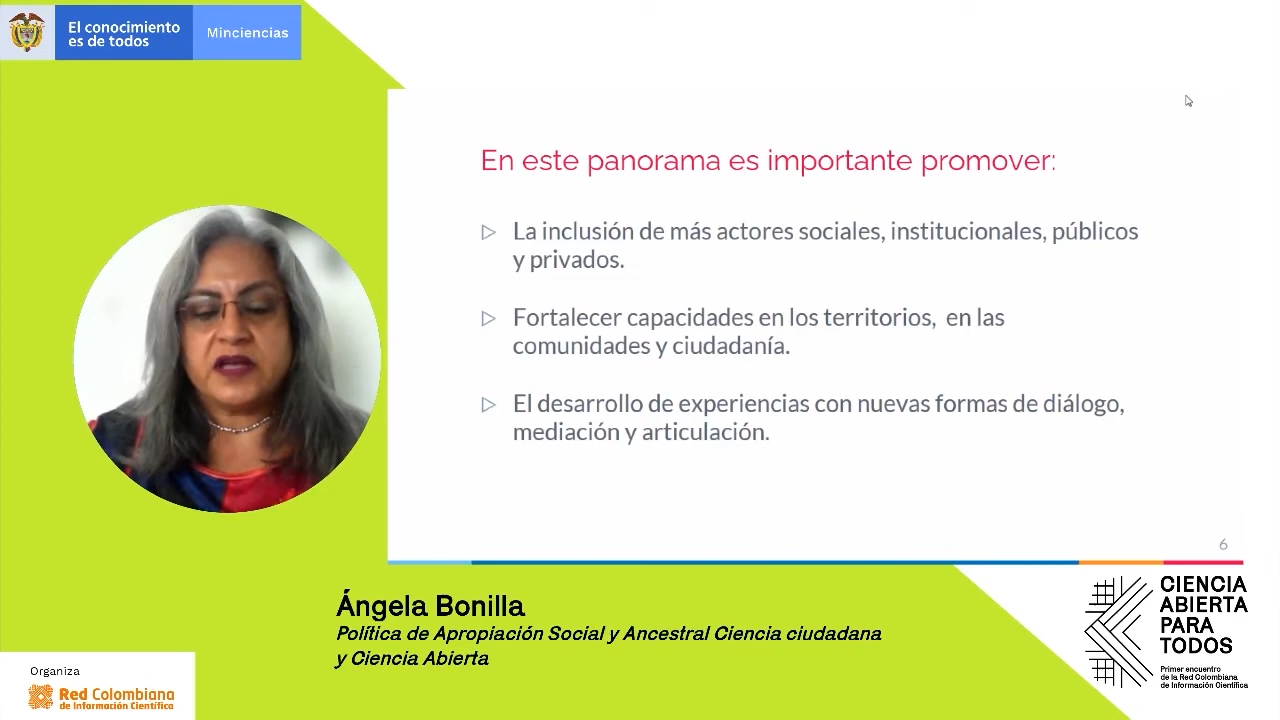 El conocimiento
es de todos
Minciencias
En este panorama es importante promover:
La inclusión de más actores sociales, institucionales, públicos
y privados.
Fortalecer capacidades en los territorios, en las
comunidades y ciudadanía.
El desarrollo de experiencias con nuevas formas de diálogo,
mediación y articulación.
6
Ángela Bonilla
Política de Apropiación Social y Ancestral Ciencia ciudadana
y Ciencia Abierta
Organiza
Red Colombiana
de Información Científica
CIENCIA
ABIERTA
PARA
TODOS
Primer encuentro
de la Red Colombiana
de Información Científica